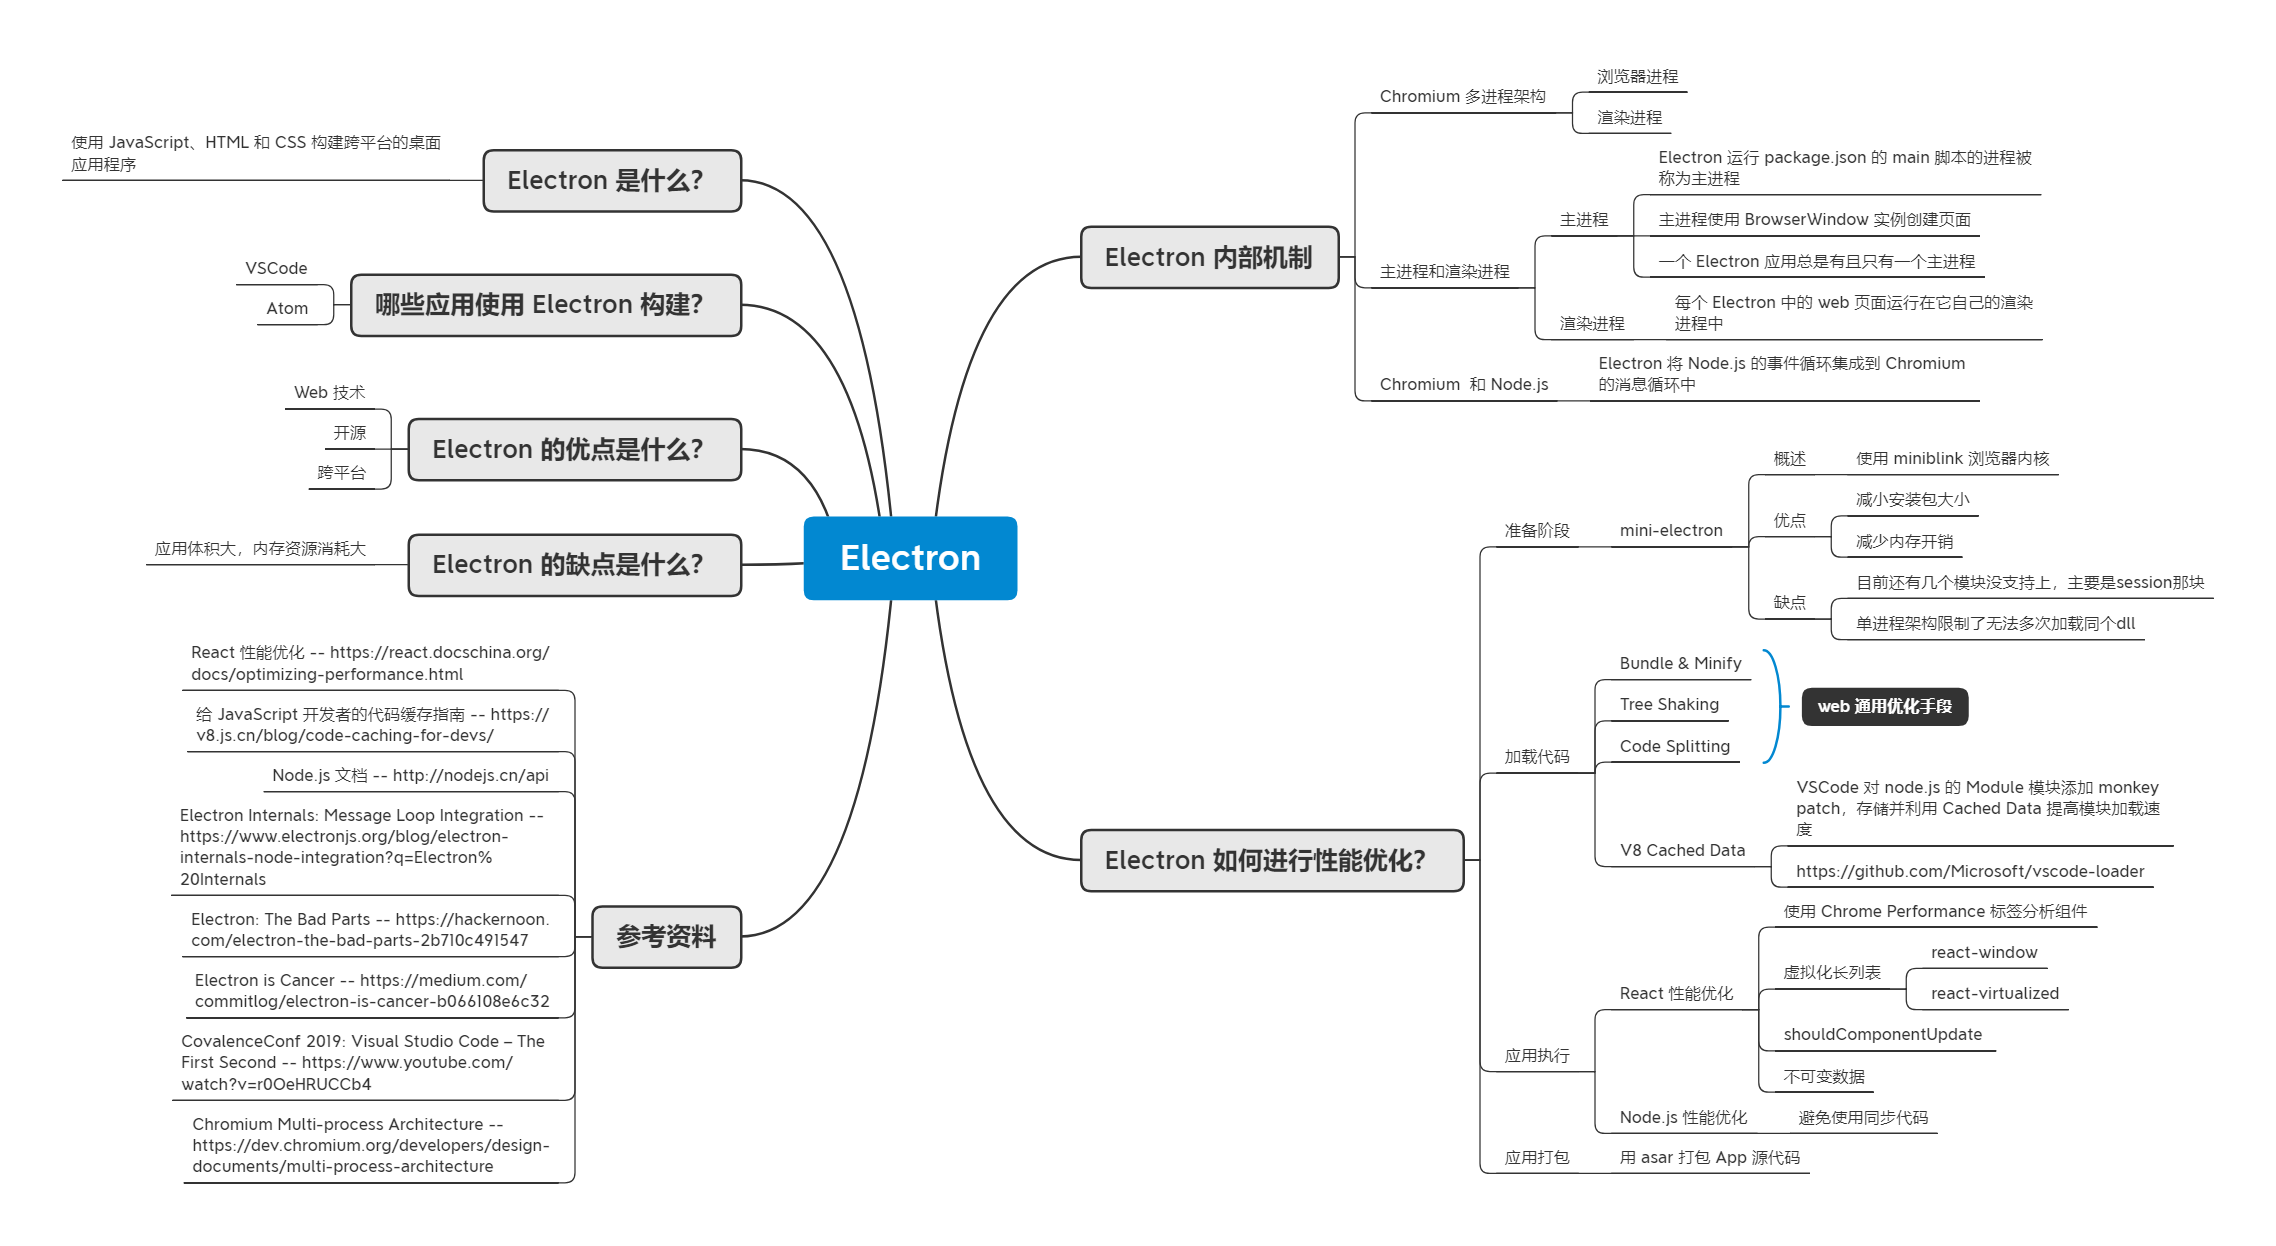 Electron
Electron 是什么？
使用 JavaScript、HTML 和 CSS 构建跨平台的桌面
应用程序
哪些应用使用 Electron 构建？
VSCode
Atom
Electron 的优点是什么？
Web 技术
开源
跨平台
Electron 的缺点是什么？
应用体积大，内存资源消耗大
参考资料
React 性能优化 -- https://react.docschina.org/
docs/optimizing-performance.html
给 JavaScript 开发者的代码缓存指南 -- https://
v8.js.cn/blog/code-caching-for-devs/
Node.js 文档 -- http://nodejs.cn/api
Electron Internals: Message Loop Integration --
https://www.electronjs.org/blog/electron-
internals-node-integration?q=Electron%
20Internals
Electron: The Bad Parts -- https://hackernoon.
com/electron-the-bad-parts-2b710c491547
Electron is Cancer -- https://medium.com/
commitlog/electron-is-cancer-b066108e6c32
CovalenceConf 2019: Visual Studio Code – The
First Second -- https://www.youtube.com/
watch?v=r0OeHRUCCb4
Chromium Multi-process Architecture --
https://dev.chromium.org/developers/design-
documents/multi-process-architecture
Electron 内部机制
Chromium 多进程架构
浏览器进程
渲染进程
主进程和渲染进程
主进程
Electron 运行 package.json 的 main 脚本的进程被
称为主进程
主进程使用 BrowserWindow 实例创建页面
一个 Electron 应用总是有且只有一个主进程
渲染进程
每个 Electron 中的 web 页面运行在它自己的渲染
进程中
Chromium 和 Node.js
Electron 将 Node.js 的事件循环集成到 Chromium
的消息循环中
Electron 如何进行性能优化？
准备阶段
mini-electron
概述
使用 miniblink 浏览器内核
优点
减小安装包大小
减少内存开销
缺点
目前还有几个模块没支持上，主要是session那块
单进程架构限制了无法多次加载同个dll
加载代码
Bundle & Minify
Tree Shaking
Code Splitting
web 通用优化手段
V8 Cached Data
VSCode 对 node.js 的 Module 模块添加 monkey
patch，存储并利用 Cached Data 提高模块加载速
度
https://github.com/Microsoft/vscode-loader
应用执行
React 性能优化
使用 Chrome Performance 标签分析组件
虚拟化长列表
react-window
react-virtualized
shouldComponentUpdate
不可变数据
Node.js 性能优化
避免使用同步代码
应用打包
用 asar 打包 App 源代码